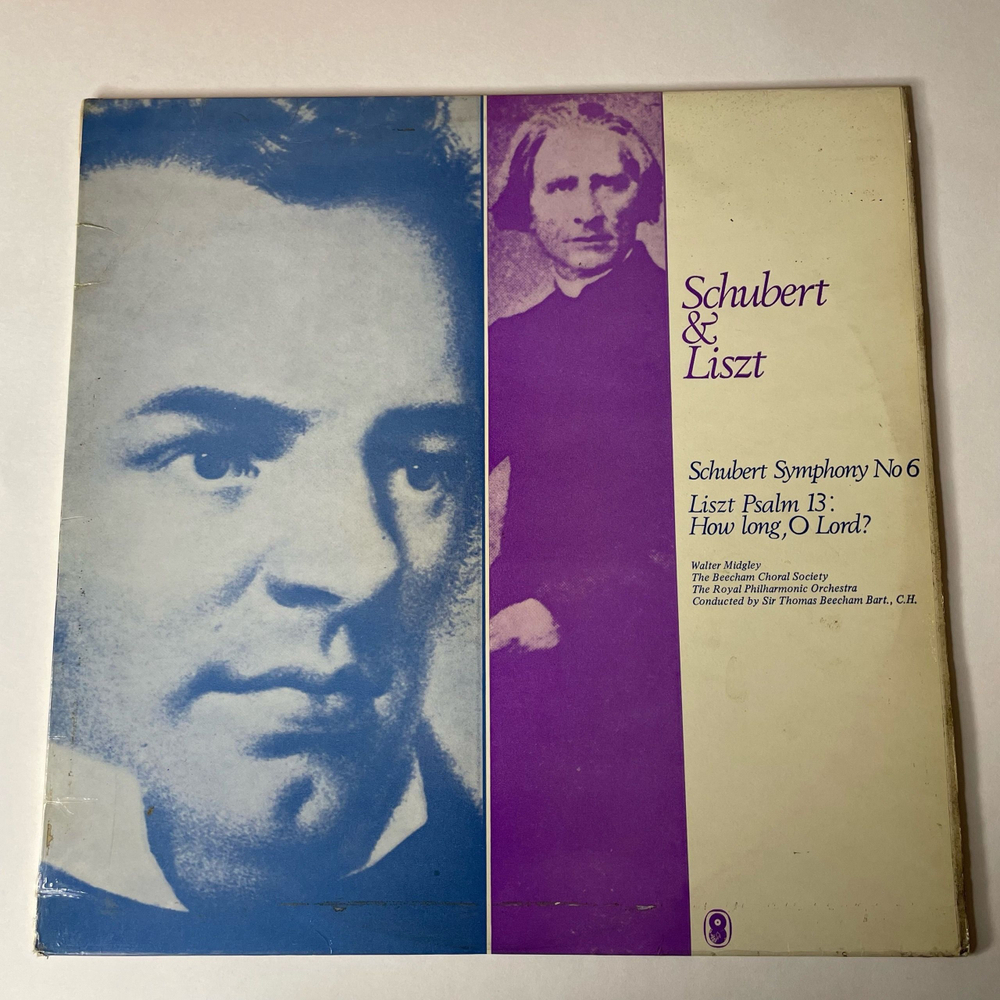 Schubert
&
Liszt
Schubert Symphony No 6
Liszt Psalm 13:
How long, O Lord?
Walter Midgley
The Beecham Choral Society
The Royal Philharmonic Orchestra
Conducted by Sir Thomas Beecham Bart., C.H.